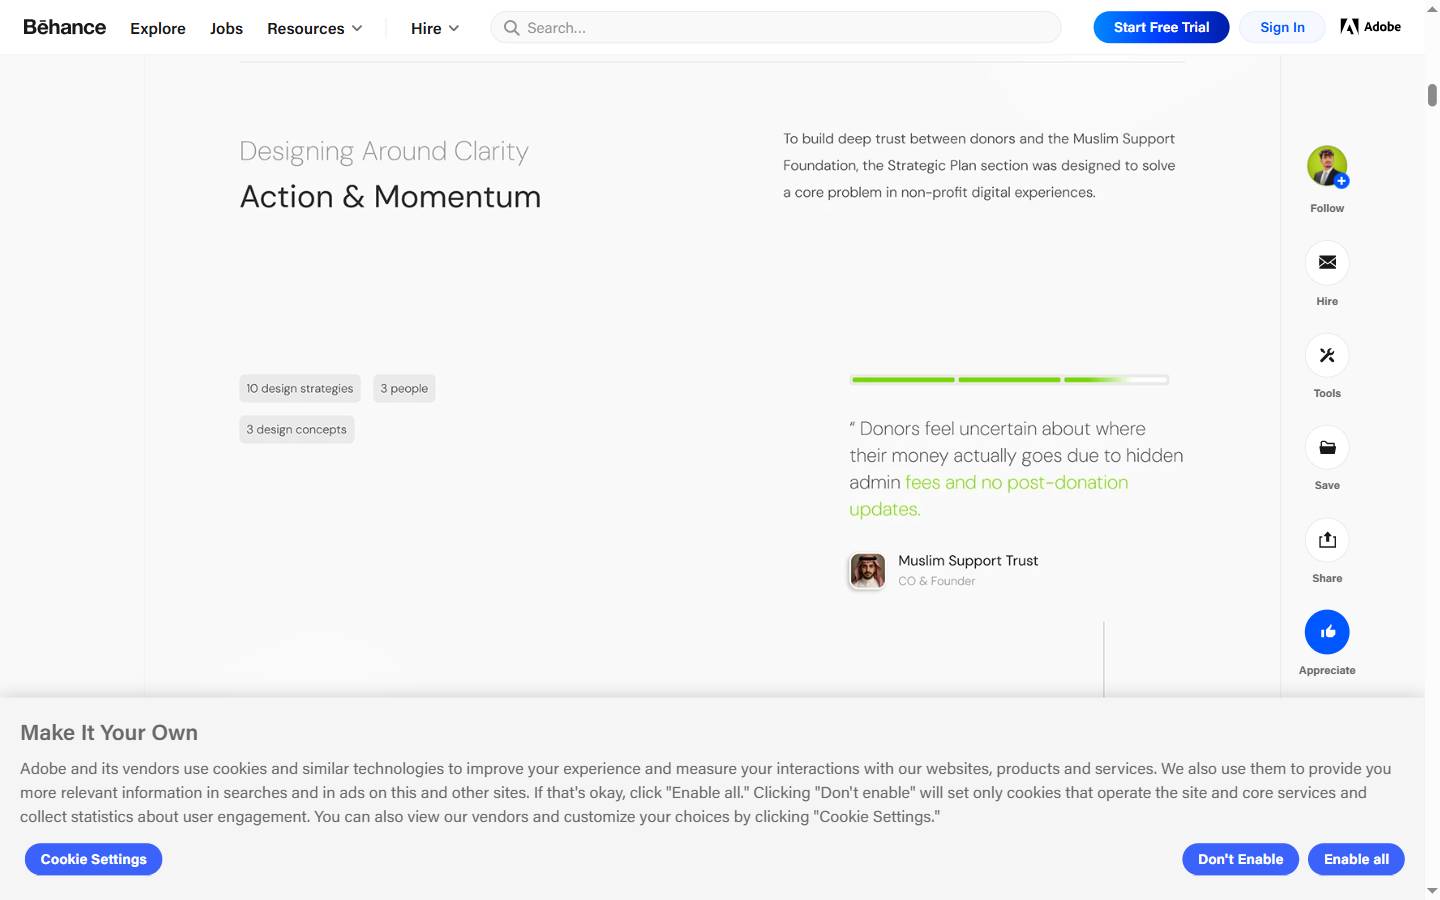 Bēhance
Explore
Jobs
Resources
Hire
Search...
Start Free Trial
Sign In
Adobe
Designing Around Clarity
Action & Momentum
To build deep trust between donors and the Muslim Support
Foundation, the Strategic Plan section was designed to solve
a core problem in non-profit digital experiences.
10 design strategies
3 people
3 design concepts
“ Donors feel uncertain about where
their money actually goes due to hidden
admin fees and no post-donation
updates.
Muslim Support Trust
CO & Founder
Follow
Hire
Tools
Save
Share
Appreciate
Make It Your Own
Adobe and its vendors use cookies and similar technologies to improve your experience and measure your interactions with our websites, products and services. We also use them to provide you
more relevant information in searches and in ads on this and other sites. If that's okay, click "Enable all." Clicking "Don't enable" will set only cookies that operate the site and core services and
collect statistics about user engagement. You can also view our vendors and customize your choices by clicking "Cookie Settings."
Cookie Settings
Don't Enable
Enable all